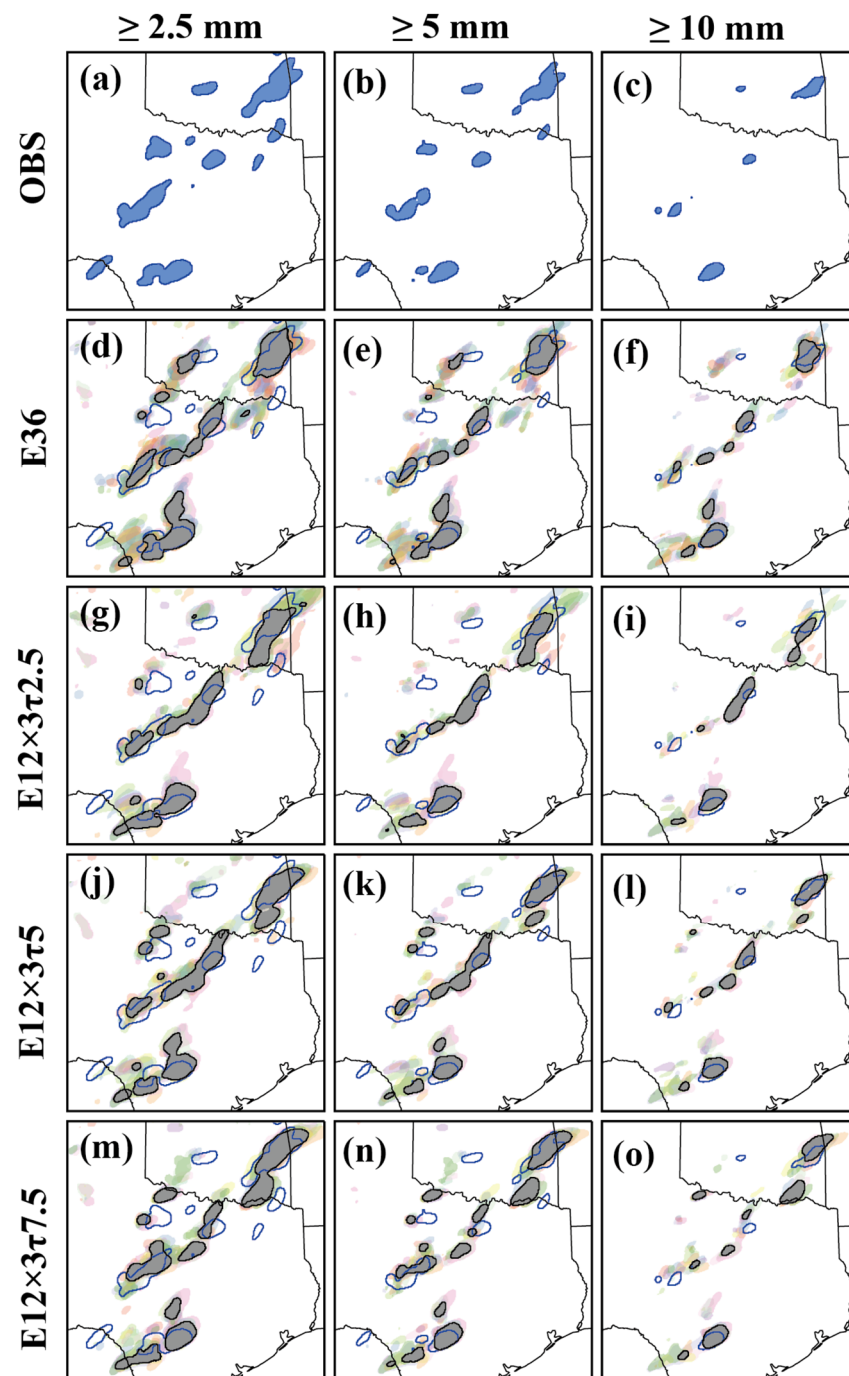 ≥ 2.5 mm ≥ 5 mm ≥ 10 mm
OBS
(a) (b) (c)
E36
(d) (e) (f)
E12×3τ2.5
(g) (h) (i)
E12×3τ5
(j) (k) (l)
E12×3τ7.5
(m) (n) (o)